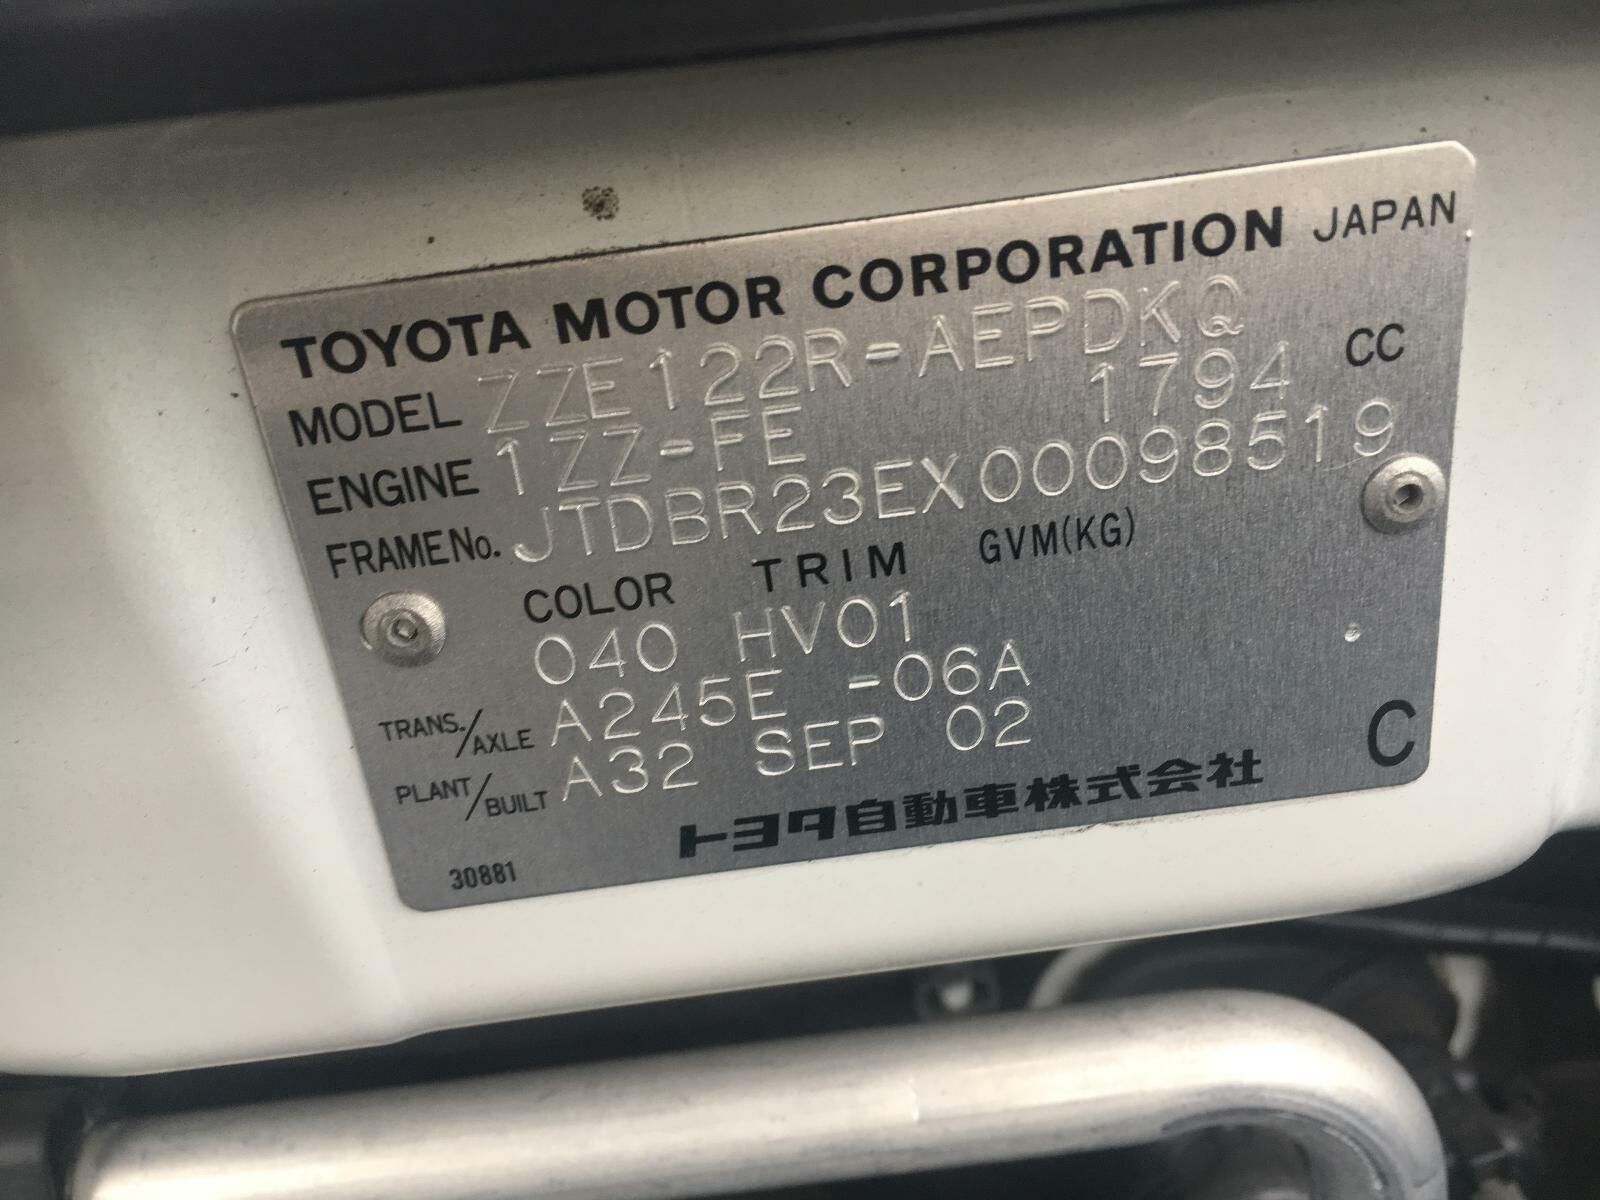 TOYOTA MOTOR CORPORATION JAPAN
MODEL ZZE122R-AEPDKQ
ENGINE 1ZZ-FE 1794 CC
FRAME No. JTDBR23EX00098519
COLOR TRIM GVM(KG)
040 HV01
TRANS./AXLE A245E -06A
PLANT/BUILT A32 SEP 02
C
トヨタ自動車株式会社
30881